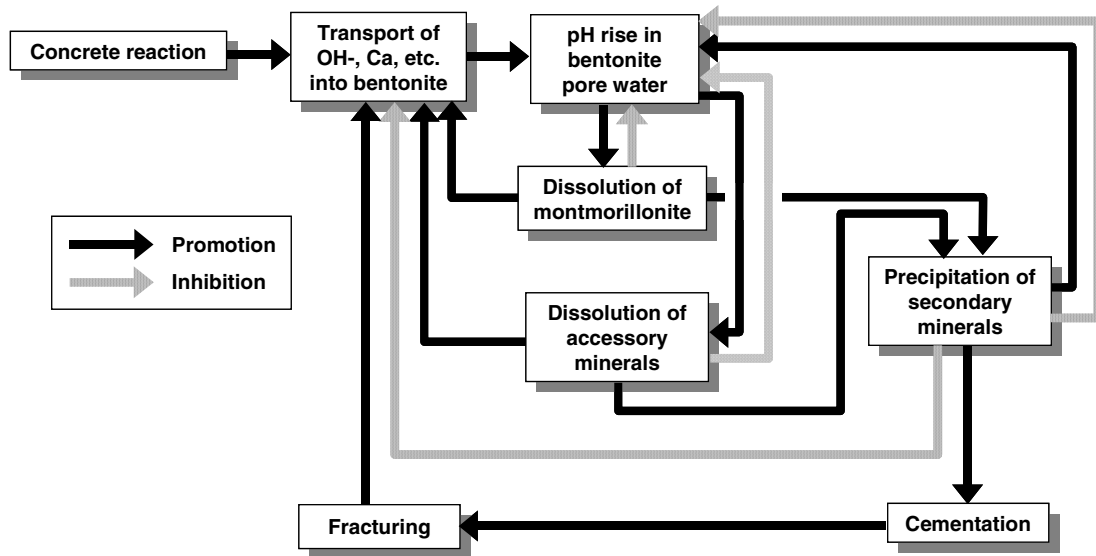 Concrete reaction
Transport of
OH-, Ca, etc.
into bentonite
pH rise in
bentonite
pore water
Dissolution of
montmorillonite
Promotion
Inhibition
Precipitation of
secondary
minerals
Dissolution of
accessory
minerals
Fracturing
Cementation